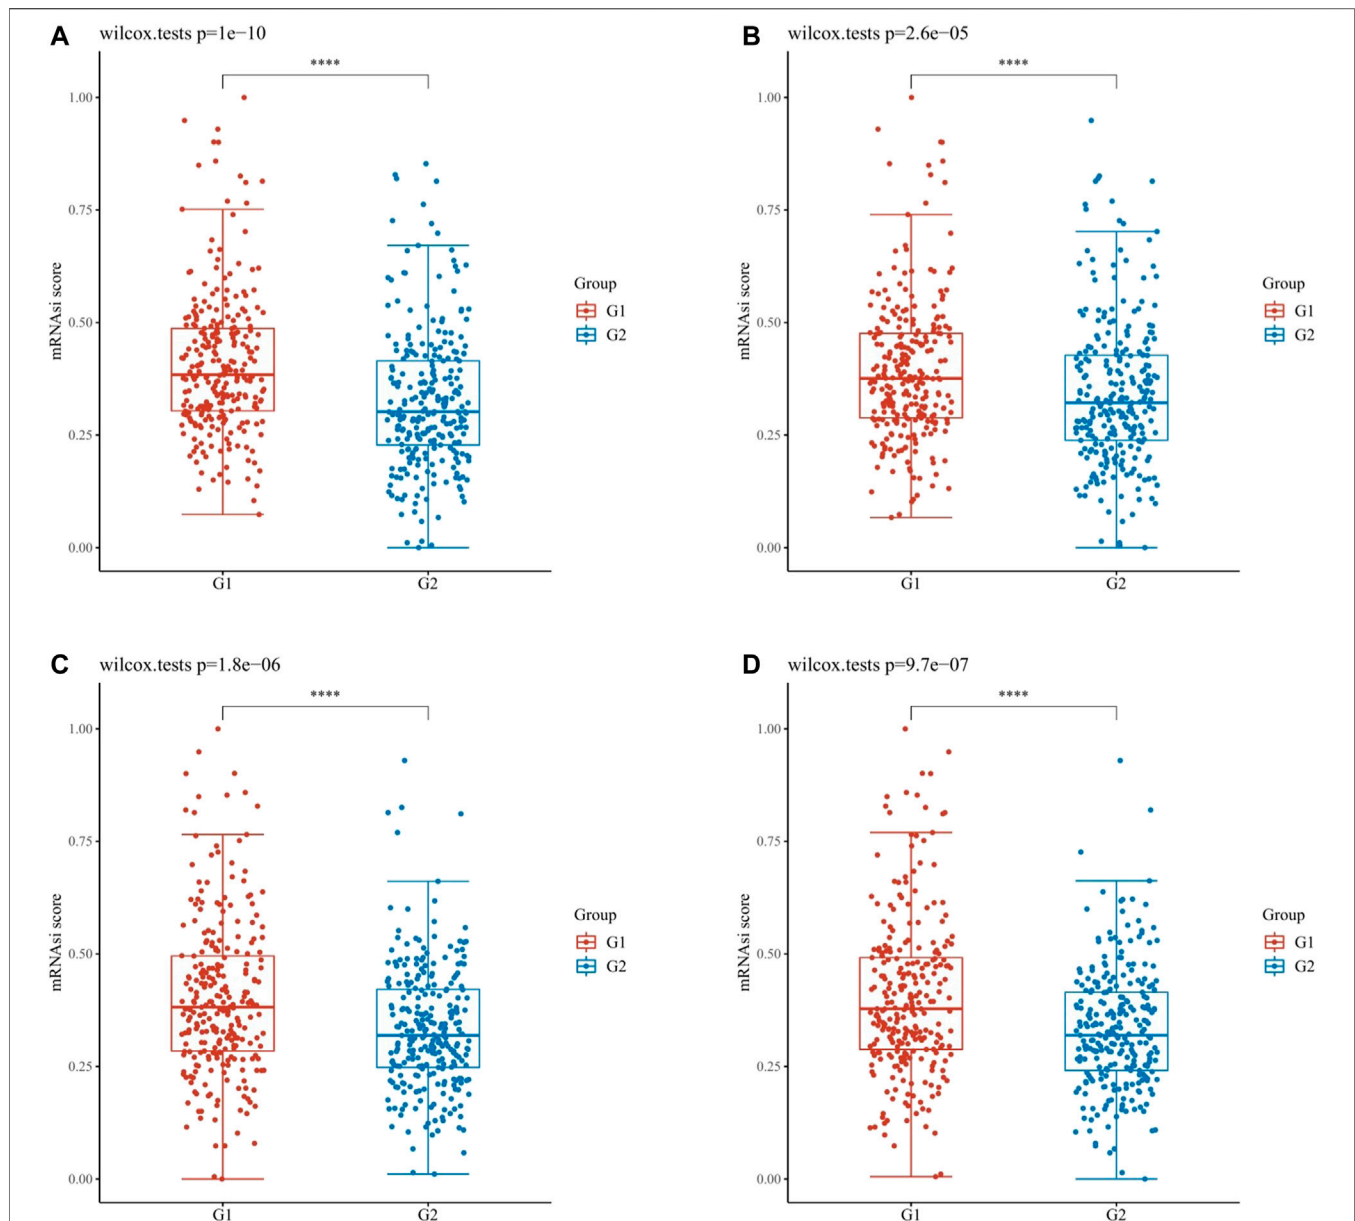 A wilcox.tests p=1e−10
****
1.00
0.75
0.50
0.25
0.00
mRNAsi score
G1 G2
Group
G1
G2
B wilcox.tests p=2.6e−05
****
1.00
0.75
0.50
0.25
0.00
mRNAsi score
G1 G2
Group
G1
G2
C wilcox.tests p=1.8e−06
****
1.00
0.75
0.50
0.25
0.00
mRNAsi score
G1 G2
Group
G1
G2
D wilcox.tests p=9.7e−07
****
1.00
0.75
0.50
0.25
0.00
mRNAsi score
G1 G2
Group
G1
G2